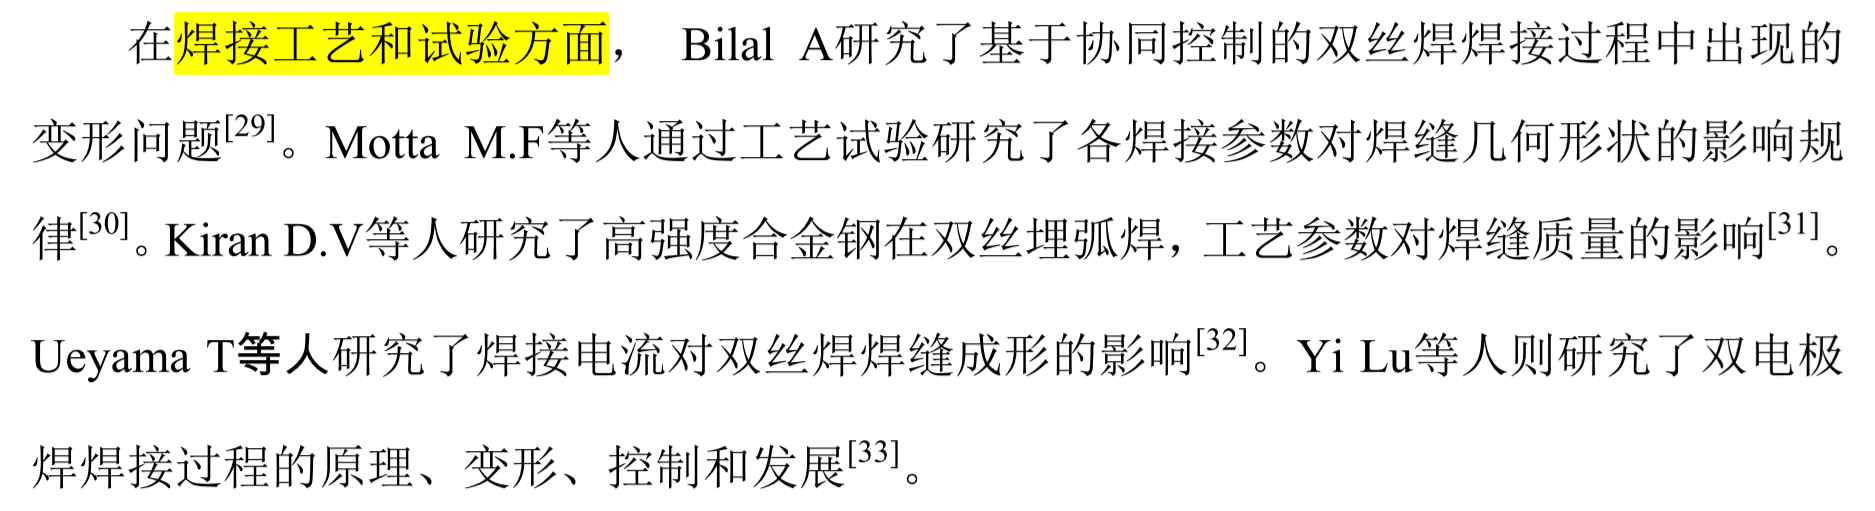 在焊接工艺和试验方面， Bilal A研究了基于协同控制的双丝焊焊接过程中出现的
变形问题[29]。Motta M.F等人通过工艺试验研究了各焊接参数对焊缝几何形状的影响规
律[30]。Kiran D.V等人研究了高强度合金钢在双丝埋弧焊，工艺参数对焊缝质量的影响[31]。
Ueyama T等人研究了焊接电流对双丝焊焊缝成形的影响[32]。Yi Lu等人则研究了双电极
焊焊接过程的原理、变形、控制和发展[33]。